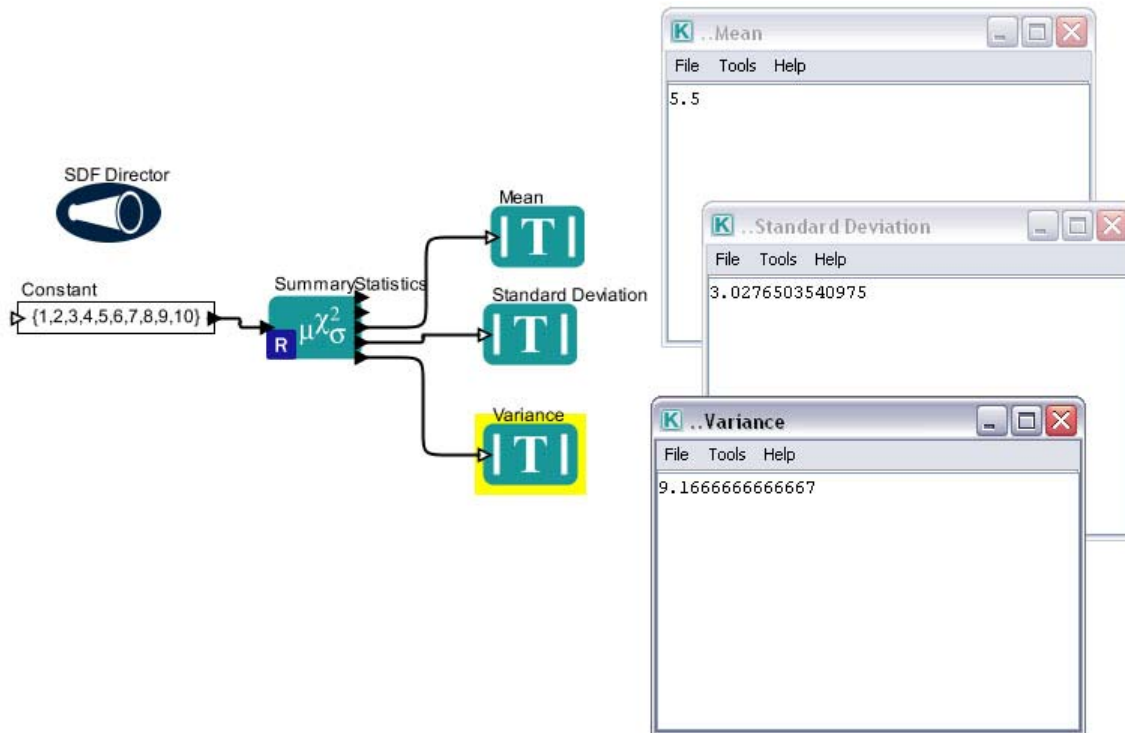 SDF Director
Constant
{1,2,3,4,5,6,7,8,9,10}
SummaryStatistics
R
μχ²σ
Mean
T
Standard Deviation
T
Variance
T
K ..Mean
File Tools Help
5.5
K ..Standard Deviation
File Tools Help
3.0276503540975
K ..Variance
File Tools Help
9.1666666666667